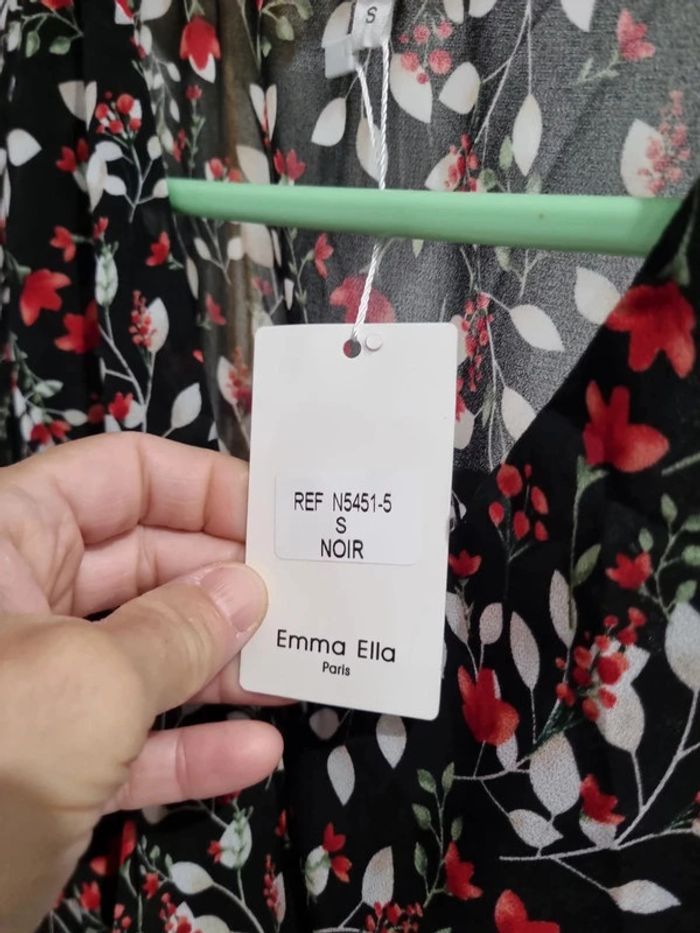 S
REF N5451-5
S
NOIR
Emma Ella
Paris